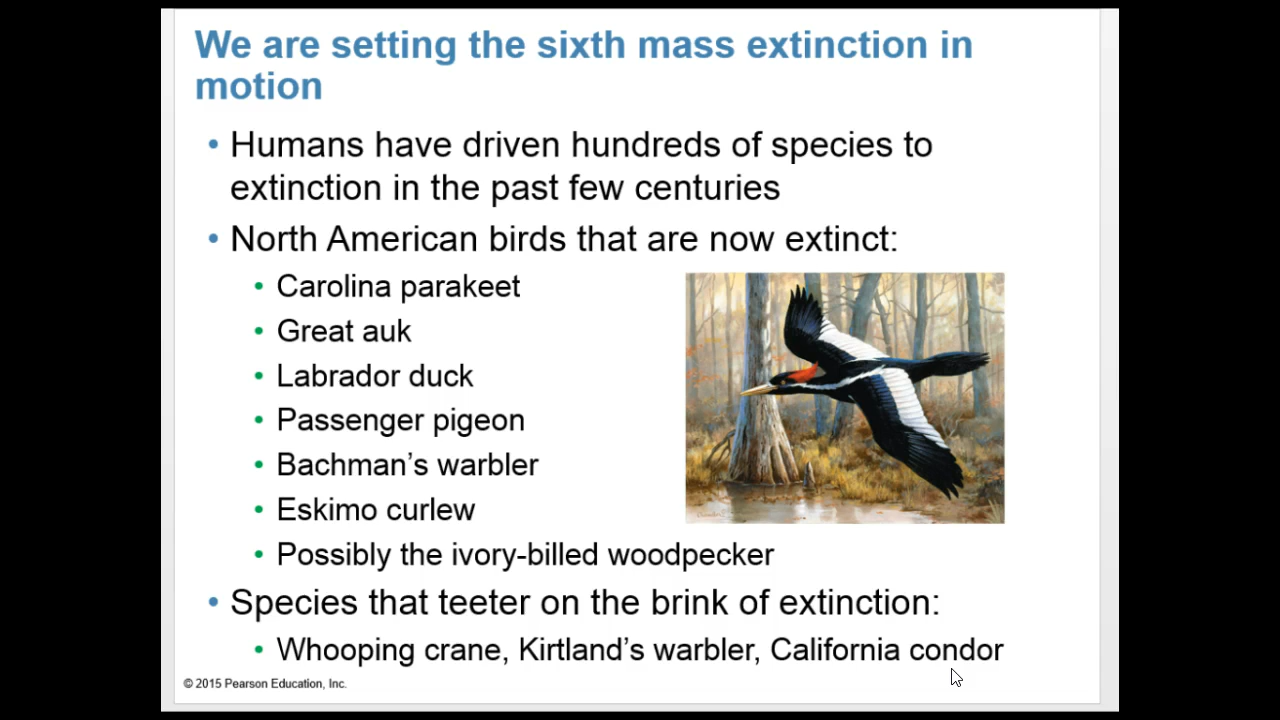 We are setting the sixth mass extinction in
motion
• Humans have driven hundreds of species to
extinction in the past few centuries
• North American birds that are now extinct:
• Carolina parakeet
• Great auk
• Labrador duck
• Passenger pigeon
• Bachman’s warbler
• Eskimo curlew
• Possibly the ivory-billed woodpecker
• Species that teeter on the brink of extinction:
• Whooping crane, Kirtland’s warbler, California condor
© 2015 Pearson Education, Inc.